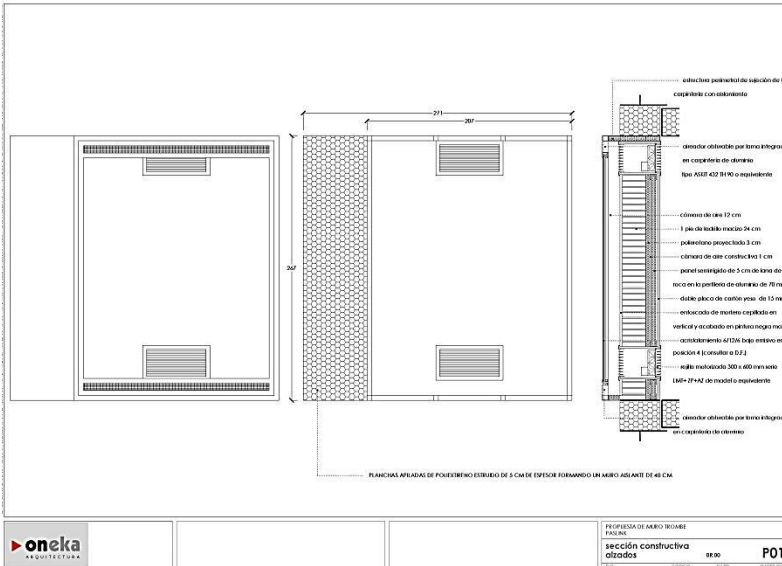 estructura perimetral de sujeción de l
carpintería con aislamiento
271
207
aireador obturable por lama integrad
en carpintería de aluminio
tipo
432 TH 90 o equivalente
cámara de aire 12 cm
1 pie de ladrillo macizo 24 cm
poliuretano proyectado 3 cm
cámara de aire constructiva 1 cm
panel semirígido de 5 cm de lana de
roca en la perfilería de aluminio de 70 m
267
doble placa de cartón yeso de 15 m
enfoscado de mortero cepillado en
vertical y acabado en pintura negra ma
acristalamiento 6/12/6 bajo emisivo e
posición 4 (consultar a D.F.)
rejilla motorizada 300 x 600 mm serie
LMT+ZP+AZ de madel o equivalente
aireador obturable por lama integrad
en carpintería de aluminio
PLANCHAS APILADAS DE POLIEXTIRENO ESTRUIDO DE 5 CM DE ESPESOR FORMANDO UN MURO AISLANTE DE 40 CM
PROPUESTA DE MURO TROMBE
PASLINK
oneka
ARQUITECTURA
sección constructiva
alzados
P01